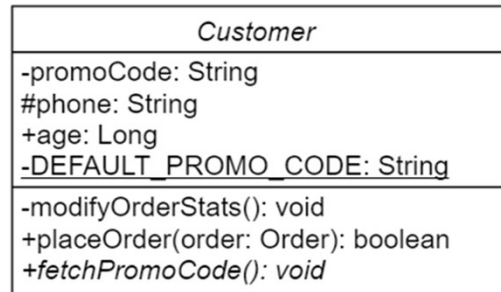 Customer
-promoCode: String
#phone: String
+age: Long
-DEFAULT_PROMO_CODE: String
-modifyOrderStats(): void
+placeOrder(order: Order): boolean
+fetchPromoCode(): void